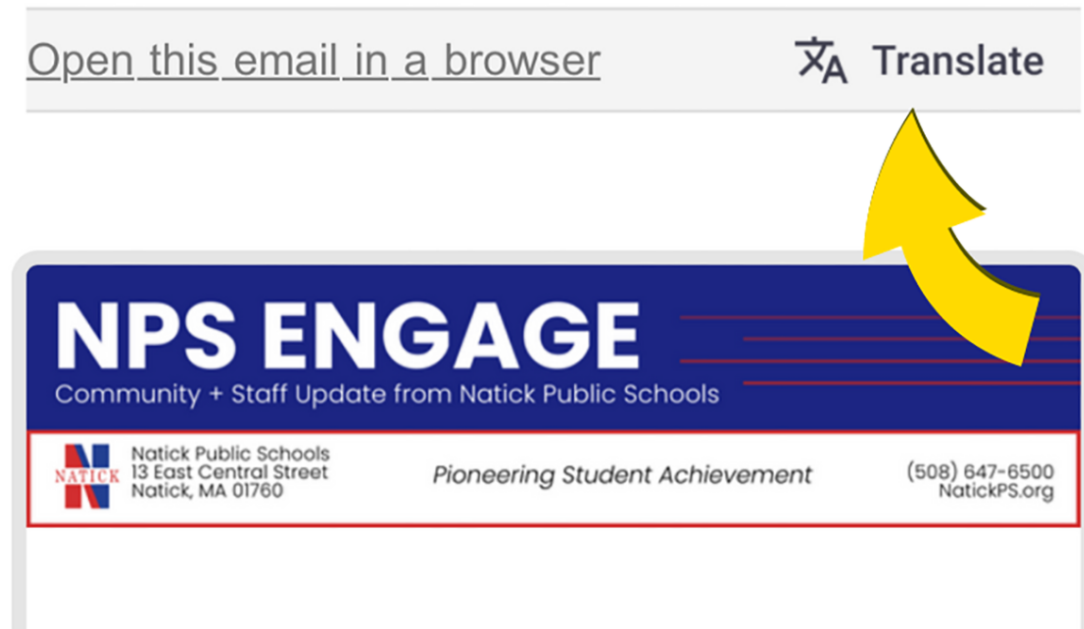 Open this email in a browser
Translate
NPS ENGAGE
Community + Staff Update from Natick Public Schools
NATICK
Natick Public Schools
13 East Central Street
Natick, MA 01760
Pioneering Student Achievement
(508) 647-6500
NatickPS.org